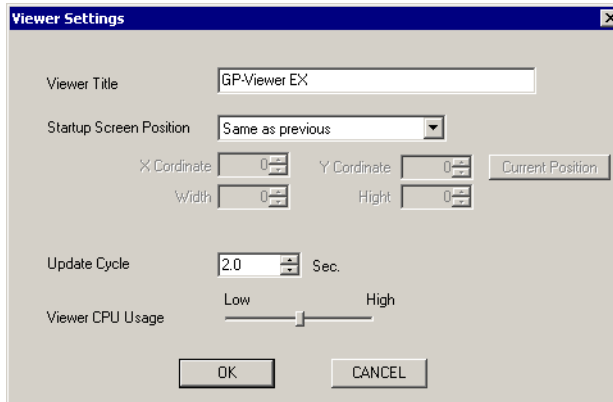 Viewer Settings
Viewer Title GP-Viewer EX
Startup Screen Position Same as previous
X Cordinate 0 Y Cordinate 0 Current Position
Width 0 Hight 0
Update Cycle 2.0 Sec.
Low High
Viewer CPU Usage
OK CANCEL